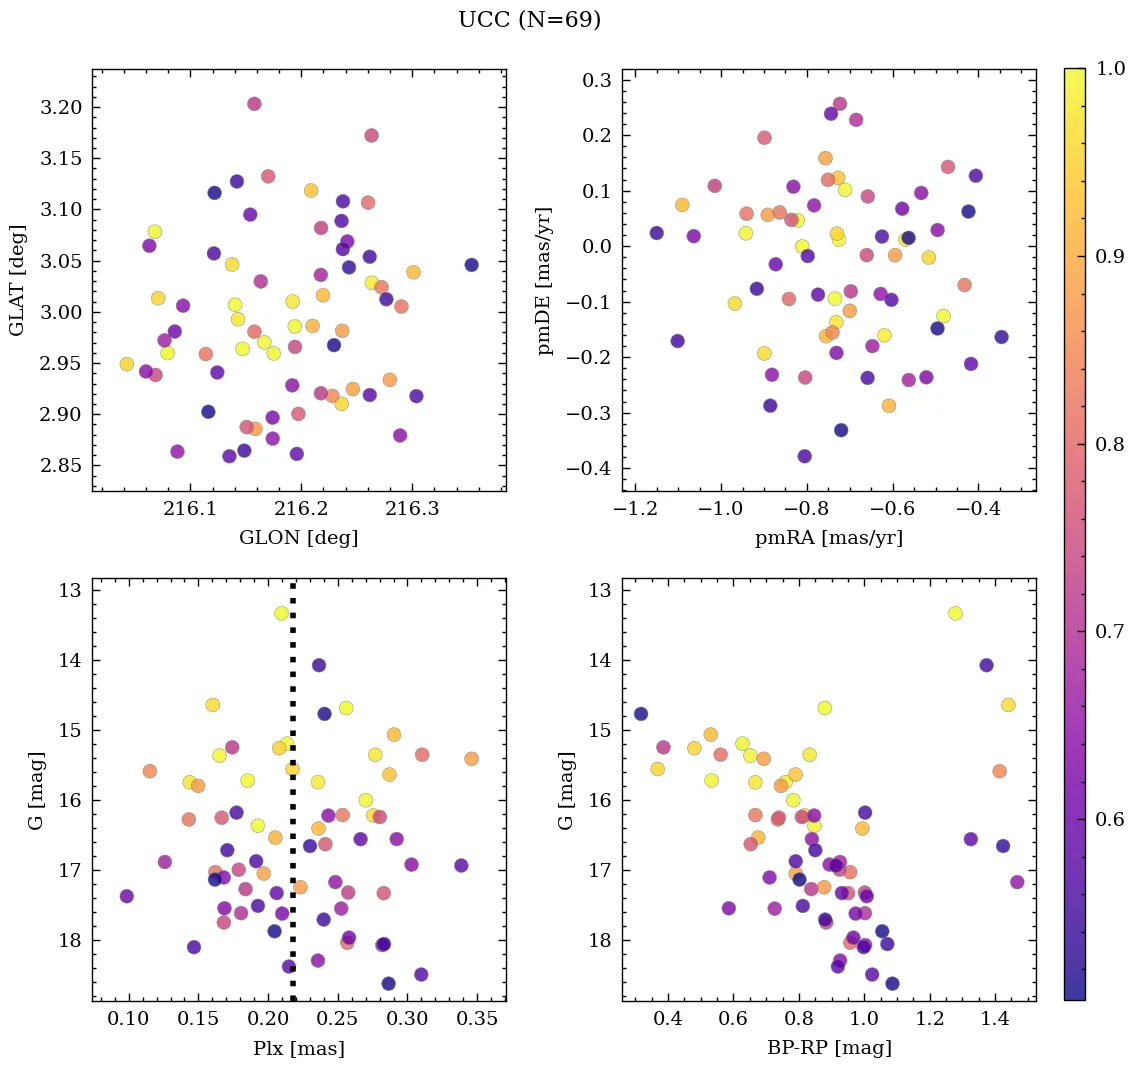 UCC (N=69)
3.20
3.15
3.10
3.05
3.00
2.95
2.90
2.85
GLAT [deg]
216.1 216.2 216.3
GLON [deg]
0.3
0.2
0.1
0.0
−0.1
−0.2
−0.3
−0.4
pmDE [mas/yr]
−1.2 −1.0 −0.8 −0.6 −0.4
pmRA [mas/yr]
13
14
15
16
17
18
G [mag]
0.10 0.15 0.20 0.25 0.30 0.35
Plx [mas]
13
14
15
16
17
18
G [mag]
0.4 0.6 0.8 1.0 1.2 1.4
BP-RP [mag]
1.0
0.9
0.8
0.7
0.6